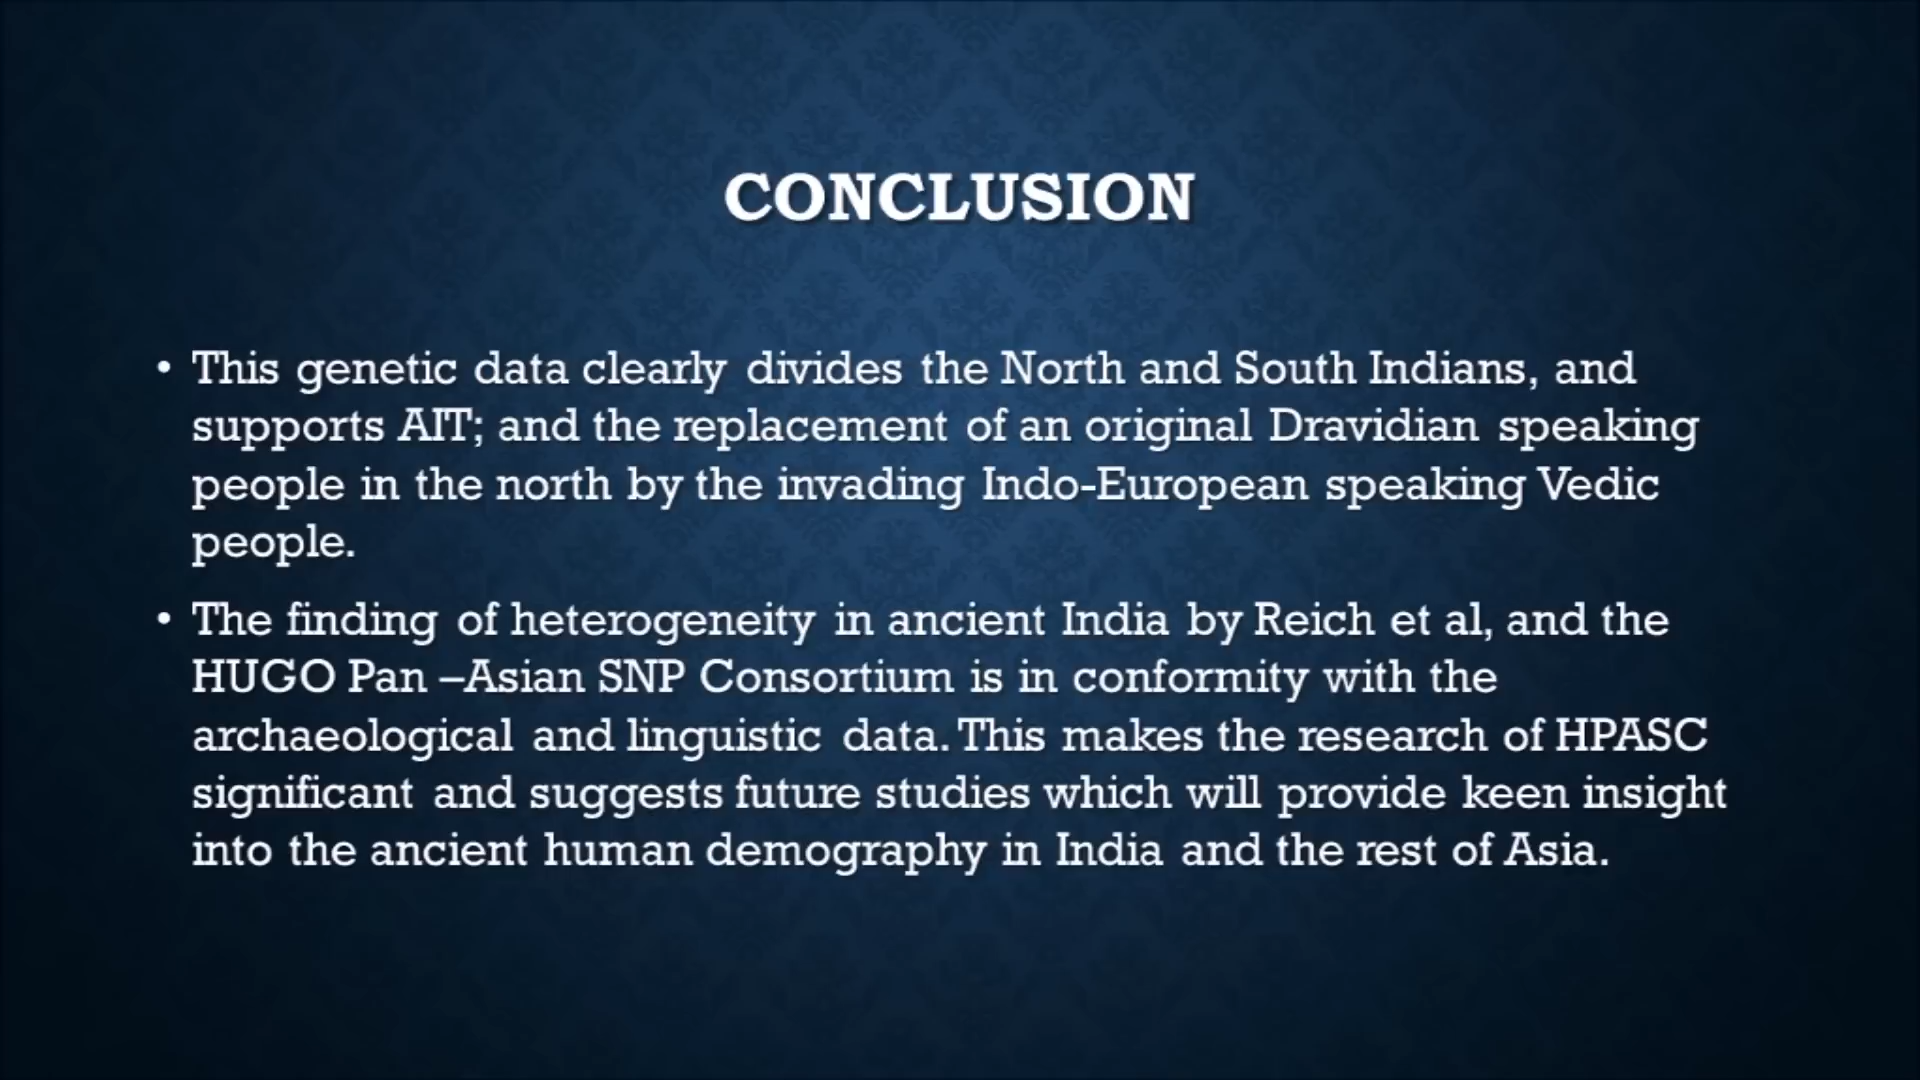 CONCLUSION
• This genetic data clearly divides the North and South Indians, and
supports AIT; and the replacement of an original Dravidian speaking
people in the north by the invading Indo-European speaking Vedic
people.
• The finding of heterogeneity in ancient India by Reich et al, and the
HUGO Pan –Asian SNP Consortium is in conformity with the
archaeological and linguistic data. This makes the research of HPASC
significant and suggests future studies which will provide keen insight
into the ancient human demography in India and the rest of Asia.